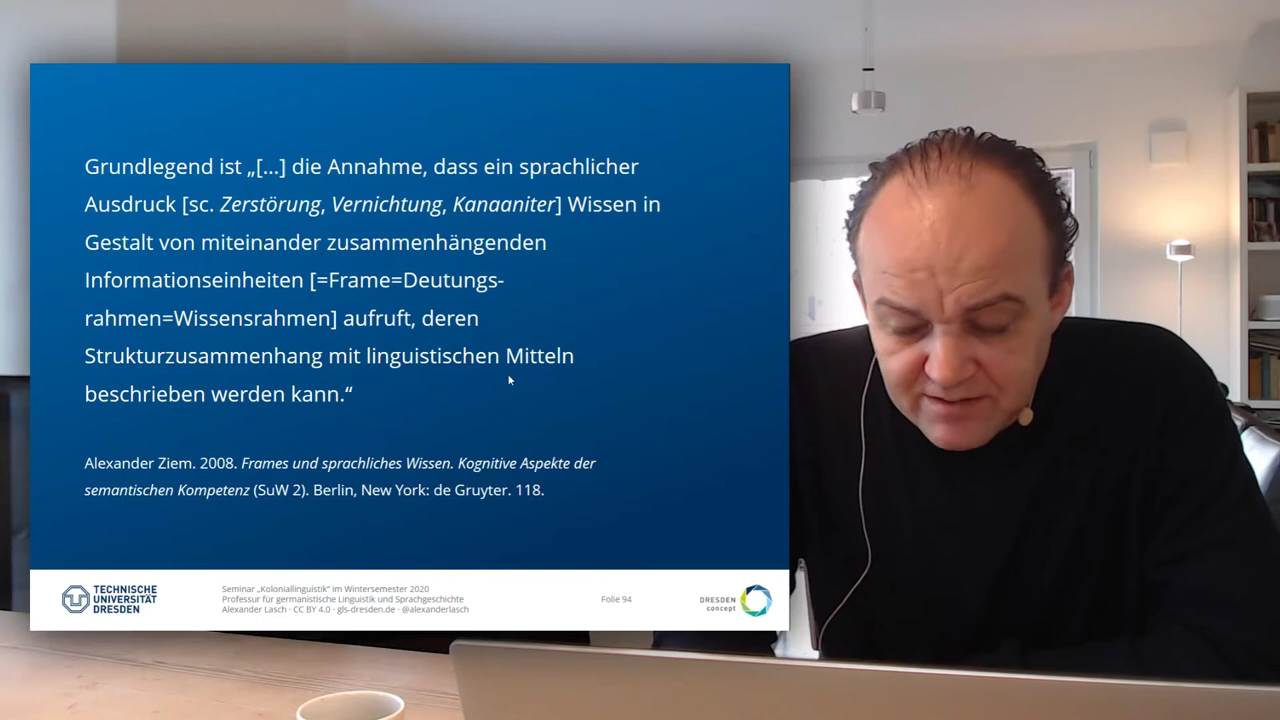 Grundlegend ist „[...] die Annahme, dass ein sprachlicher
Ausdruck [sc. Zerstörung, Vernichtung, Kanaaniter] Wissen in
Gestalt von miteinander zusammenhängenden
Informationseinheiten [=Frame=Deutungs-
rahmen=Wissensrahmen] aufruft, deren
Strukturzusammenhang mit linguistischen Mitteln
beschrieben werden kann.“
Alexander Ziem. 2008. Frames und sprachliches Wissen. Kognitive Aspekte der
semantischen Kompetenz (SuW 2). Berlin, New York: de Gruyter. 118.
TECHNISCHE
UNIVERSITÄT
DRESDEN
Seminar „Koloniallinguistik“ im Wintersemester 2020
Professur für germanistische Linguistik und Sprachgeschichte
Alexander Lasch · CC BY 4.0 · gls-dresden.de · @alexanderlasch
Folie 94
DRESDEN
concept